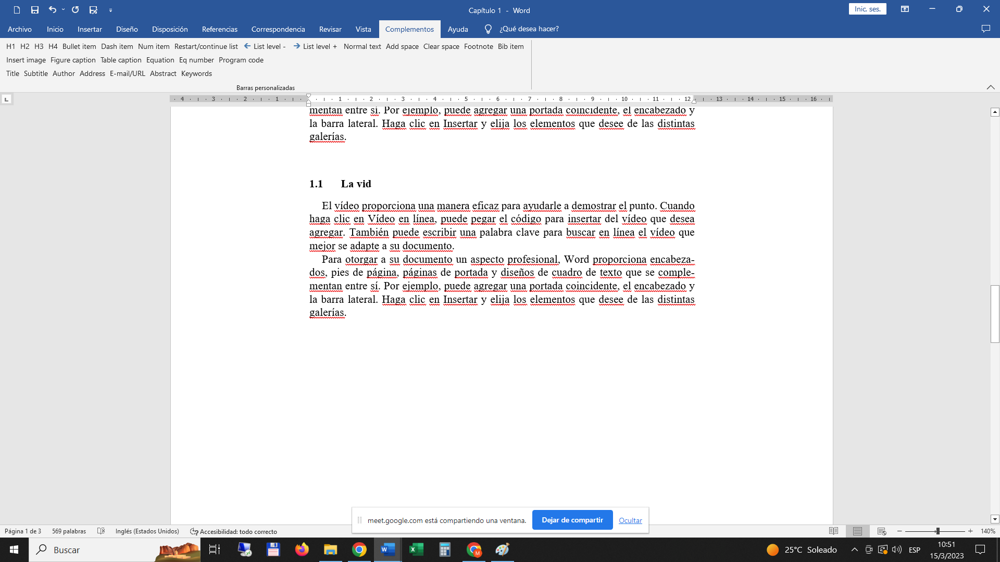 Capítulo 1 - Word
Inic. ses.
Archivo Inicio Insertar Diseño Disposición Referencias Correspondencia Revisar Vista Complementos Ayuda ¿Qué desea hacer?
H1 H2 H3 H4 Bullet item Dash item Num item Restart/continue list List level - List level + Normal text Add space Clear space Footnote Bib item
Insert image Figure caption Table caption Equation Eq number Program code
Title Subtitle Author Address E-mail/URL Abstract Keywords
Barras personalizadas
4 3 2 1 1 2 3 4 5 6 7 8 9 10 11 12 13 14 15 16
mentan entre sí. Por ejemplo, puede agregar una portada coincidente, el encabezado y
la barra lateral. Haga clic en Insertar y elija los elementos que desee de las distintas
galerías.
1.1 La vid
El vídeo proporciona una manera eficaz para ayudarle a demostrar el punto. Cuando
haga clic en Vídeo en línea, puede pegar el código para insertar del vídeo que desea
agregar. También puede escribir una palabra clave para buscar en línea el vídeo que
mejor se adapte a su documento.
Para otorgar a su documento un aspecto profesional, Word proporciona encabeza-
dos, pies de página, páginas de portada y diseños de cuadro de texto que se comple-
mentan entre sí. Por ejemplo, puede agregar una portada coincidente, el encabezado y
la barra lateral. Haga clic en Insertar y elija los elementos que desee de las distintas
galerías.
meet.google.com está compartiendo una ventana. Dejar de compartir Ocultar
Página 1 de 3 569 palabras Inglés (Estados Unidos) Accesibilidad: todo correcto 140%
Buscar
25°C Soleado
ESP
10:51
15/3/2023